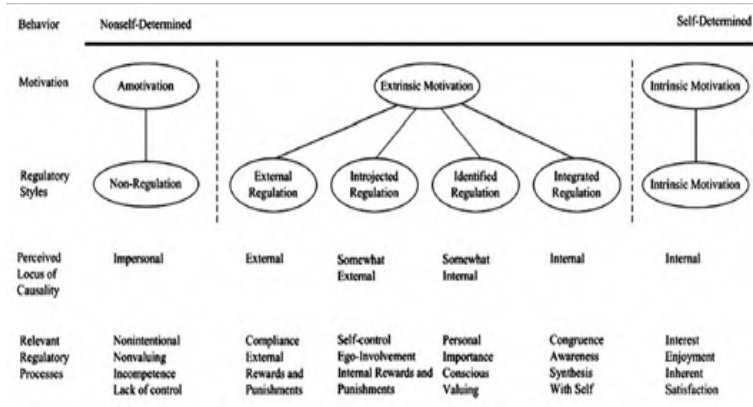 Behavior Nonself-Determined Self-Determined
Motivation Amotivation Extrinsic Motivation Intrinsic Motivation
Regulatory Styles Non-Regulation External Regulation Introjected Regulation Identified Regulation Integrated Regulation Intrinsic Motivation
Perceived Impersonal External Somewhat Somewhat Internal Internal
Locus of External Internal
Causality
Relevant Nonintentional Compliance Self-control Personal Congruence Interest
Regulatory Nonvaluing External Ego-Involvement Importance Awareness Enjoyment
Processes Incompetence Rewards and Internal Rewards and Conscious Synthesis Inherent
Lack of control Punishments Punishments Valuing With Self Satisfaction